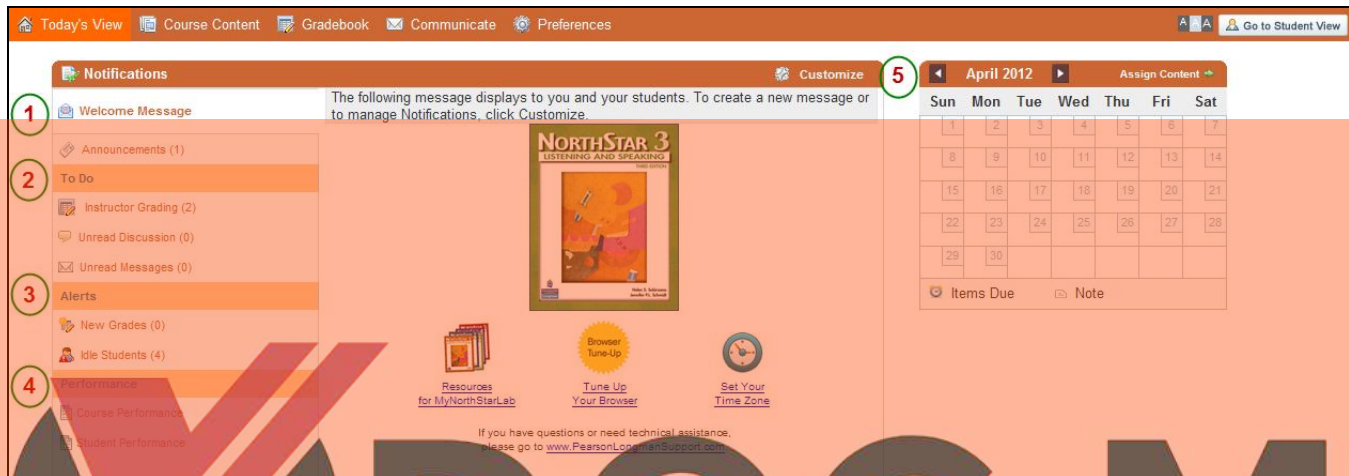 Today's View Course Content Gradebook Communicate Preferences A A A Go to Student View
Notifications Customize
5 April 2012 Assign Content
1 Welcome Message
The following message displays to you and your students. To create a new message or
to manage Notifications, click Customize.
Announcements (1)
2 To Do
Instructor Grading (2)
Unread Discussion (0)
Unread Messages (0)
3 Alerts
New Grades (0)
Idle Students (4)
4 Performance
Course Performance
Student Performance
NORTHSTAR 3
LISTENING AND SPEAKING
THIRD EDITION
Browser
Tune-Up
Resources
for MyNorthStarLab
Tune Up
Your Browser
Set Your
Time Zone
If you have questions or need technical assistance,
please go to www.PearsonLongmanSupport.com
Sun Mon Tue Wed Thu Fri Sat
1 2 3 4 5 6 7
8 9 10 11 12 13 14
15 16 17 18 19 20 21
22 23 24 25 26 27 28
29 30
Items Due Note